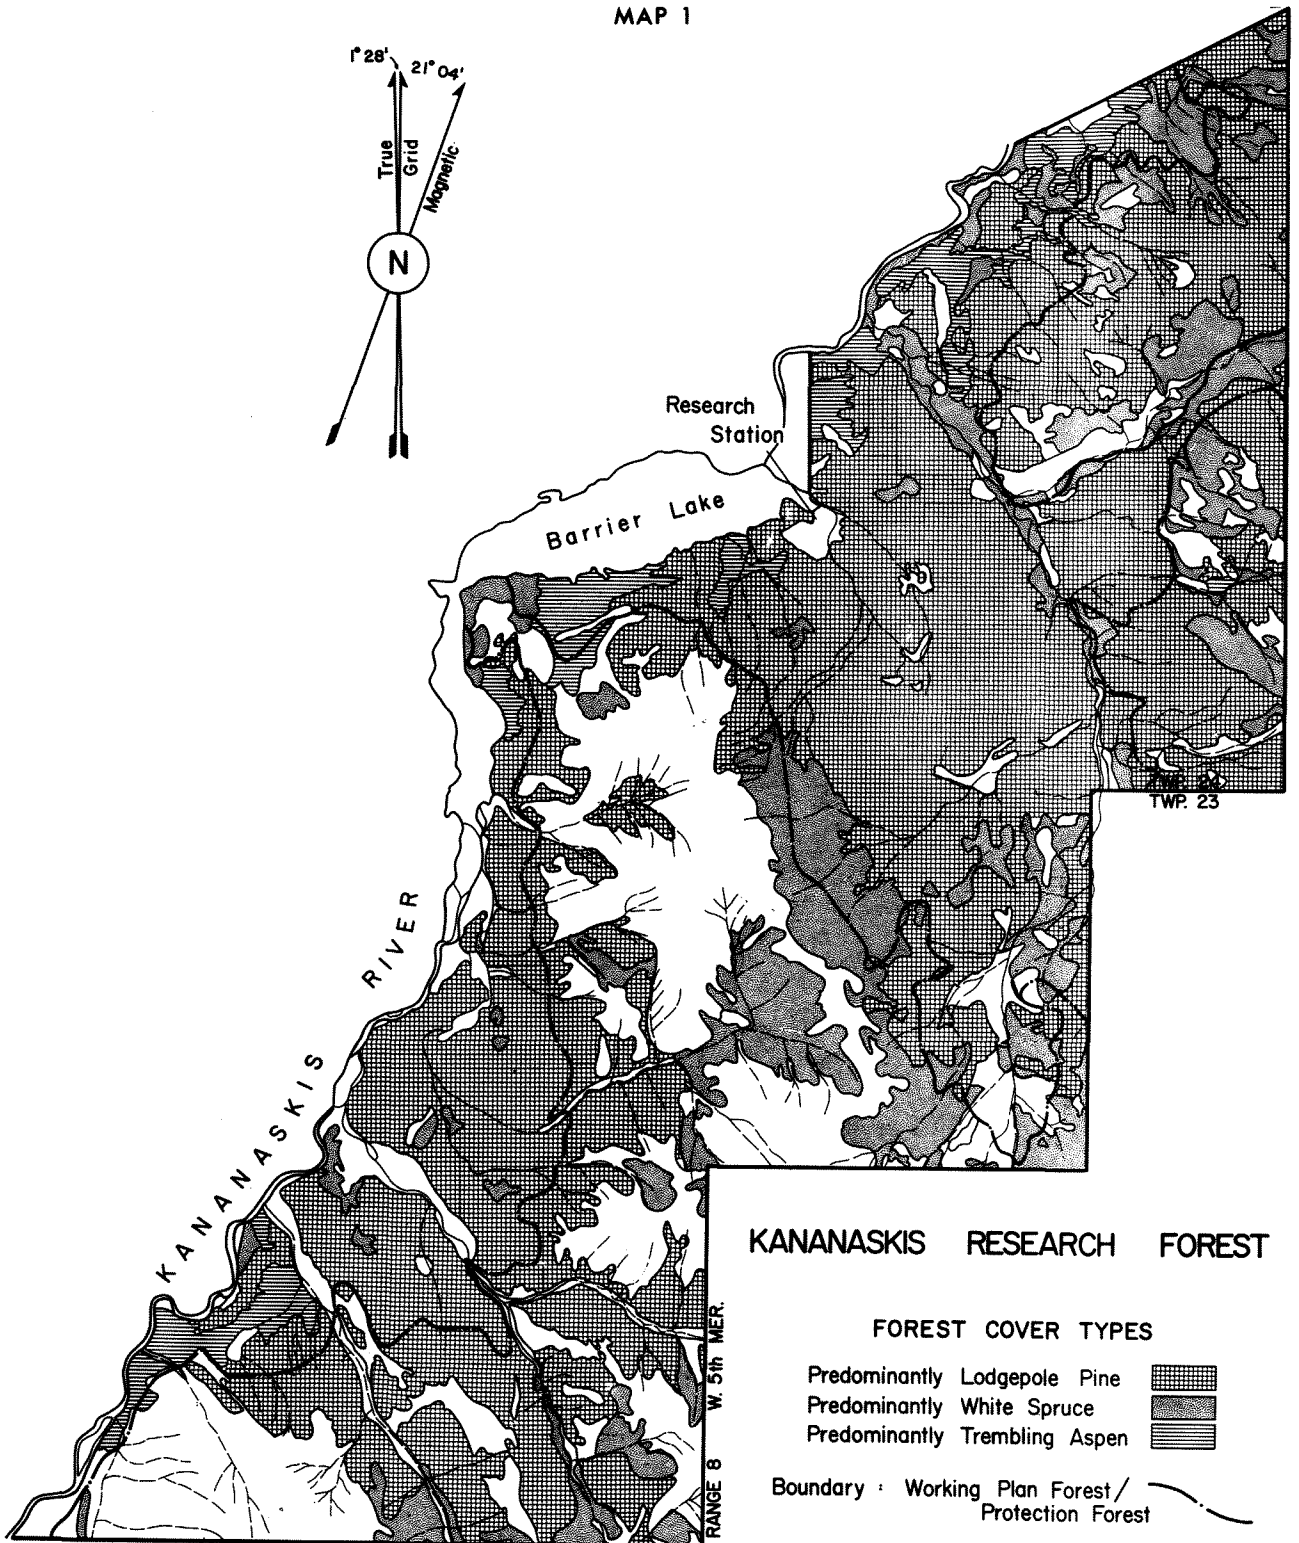 MAP 1
1° 28'
21° 04'
True
Grid
Magnetic
N
Research
Station
Barrier Lake
TWP. 24
TWP. 23
KANANASKIS RIVER
KANANASKIS RESEARCH FOREST
FOREST COVER TYPES
Predominantly Lodgepole Pine
Predominantly White Spruce
Predominantly Trembling Aspen
Boundary : Working Plan Forest/
Protection Forest
RANGE 8 W. 5th MER.